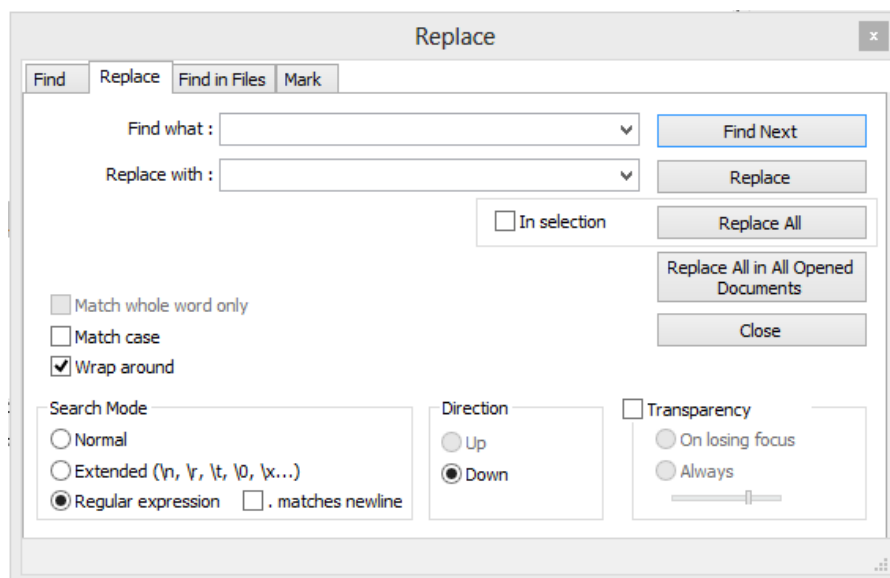 Replace
x
Find
Replace
Find in Files
Mark
Find what :
Find Next
Replace with :
Replace
In selection
Replace All
Replace All in All Opened
Documents
Match whole word only
Match case
Close
Wrap around
Search Mode
Direction
Transparency
Normal
Up
On losing focus
Extended (\n, \r, \t, \0, \x...)
Down
Always
Regular expression
. matches newline